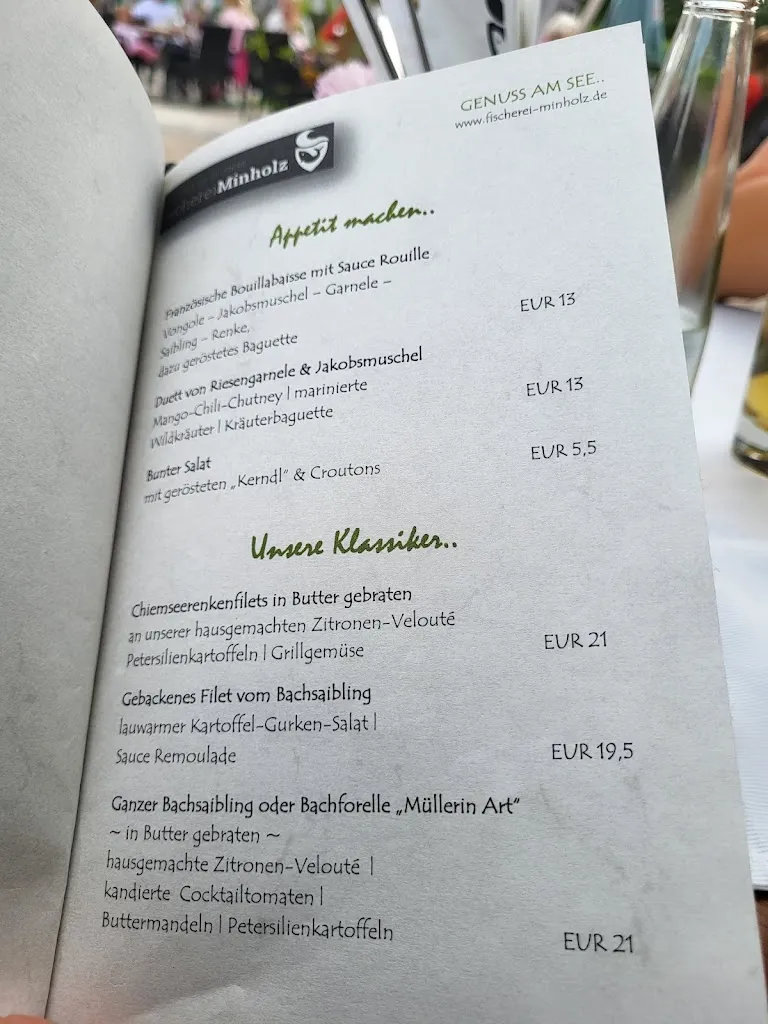 GENUSS AM SEE..
www.fischerei-minholz.de
Minholz
Appetit machen..
Französische Bouillabaisse mit Sauce Rouille
Vongole – Jakobsmuschel – Garnele –
Saibling – Renke,
dazu geröstetes Baguette
EUR 13
Duett von Riesengarnele & Jakobsmuschel
Mango-Chili-Chutney | marinierte
Wildkräuter | Kräuterbaguette
EUR 13
Bunter Salat
mit gerösteten „Kerndl" & Croutons
EUR 5,5
Unsere Klassiker..
Chiemseerenkenfilets in Butter gebraten
an unserer hausgemachten Zitronen-Velouté
Petersilienkartoffeln | Grillgemüse
EUR 21
Gebackenes Filet vom Bachsaibling
lauwarmer Kartoffel-Gurken-Salat |
Sauce Remoulade
EUR 19,5
Ganzer Bachsaibling oder Bachforelle „Müllerin Art"
~ in Butter gebraten ~
hausgemachte Zitronen-Velouté |
kandierte Cocktailtomaten |
Buttermandeln | Petersilienkartoffeln
EUR 21